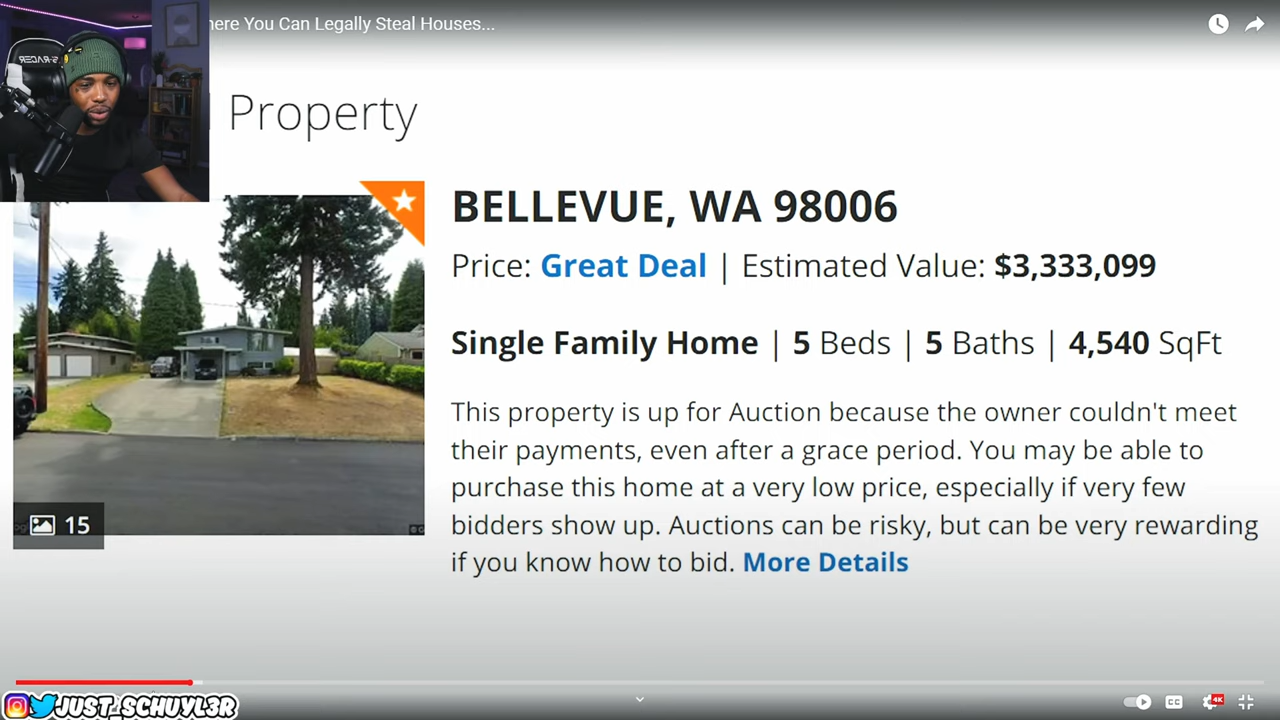 here You Can Legally Steal Houses...
Property
BELLEVUE, WA 98006
Price: Great Deal | Estimated Value: $3,333,099
Single Family Home | 5 Beds | 5 Baths | 4,540 SqFt
This property is up for Auction because the owner couldn't meet
their payments, even after a grace period. You may be able to
purchase this home at a very low price, especially if very few
bidders show up. Auctions can be risky, but can be very rewarding
if you know how to bid. More Details
15
JUST_SCHUYL3R
CC
4K